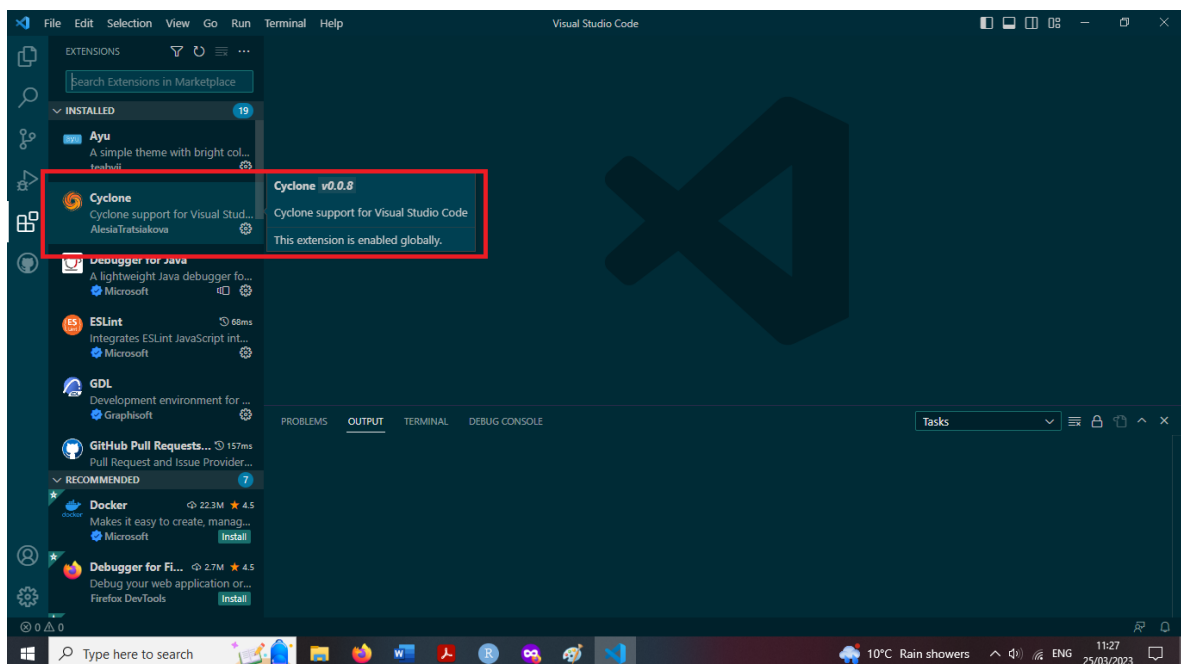 File Edit Selection View Go Run Terminal Help
Visual Studio Code
EXTENSIONS
Search Extensions in Marketplace
INSTALLED 19
Ayu
A simple theme with bright col...
teabyii
Cyclone
Cyclone support for Visual Stud...
AlesiaTratsiakova
Cyclone v0.0.8
Cyclone support for Visual Studio Code
This extension is enabled globally.
Debugger for Java
A lightweight Java debugger fo...
Microsoft
ESLint 68ms
Integrates ESLint JavaScript int...
Microsoft
GDL
Development environment for ...
Graphisoft
GitHub Pull Requests... 157ms
Pull Request and Issue Provider...
RECOMMENDED 7
Docker 22.3M ★ 4.5
Makes it easy to create, manag...
Microsoft Install
Debugger for Fi... 2.7M ★ 4.5
Debug your web application or...
Firefox DevTools Install
PROBLEMS OUTPUT TERMINAL DEBUG CONSOLE
Tasks
0 0
Type here to search
10°C Rain showers
ENG
11:27
25/03/2023